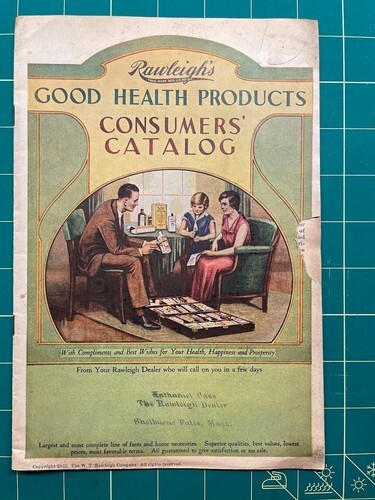 Rawleigh's
GOOD HEALTH PRODUCTS
CONSUMERS'
CATALOG
With Compliments and Best Wishes for Your Health, Happiness and Prosperity
From Your Rawleigh Dealer who will call on you in a few days
Nathaniel Cass
The Rawleigh Dealer
Shelburne Falls, Mass.
Largest and most complete line of farm and home necessities. Superior qualities, best values, lowest
prices, most favorable terms. All guaranteed to give satisfaction or no sale.
The W. T. Rawleigh Company. All rights reserved